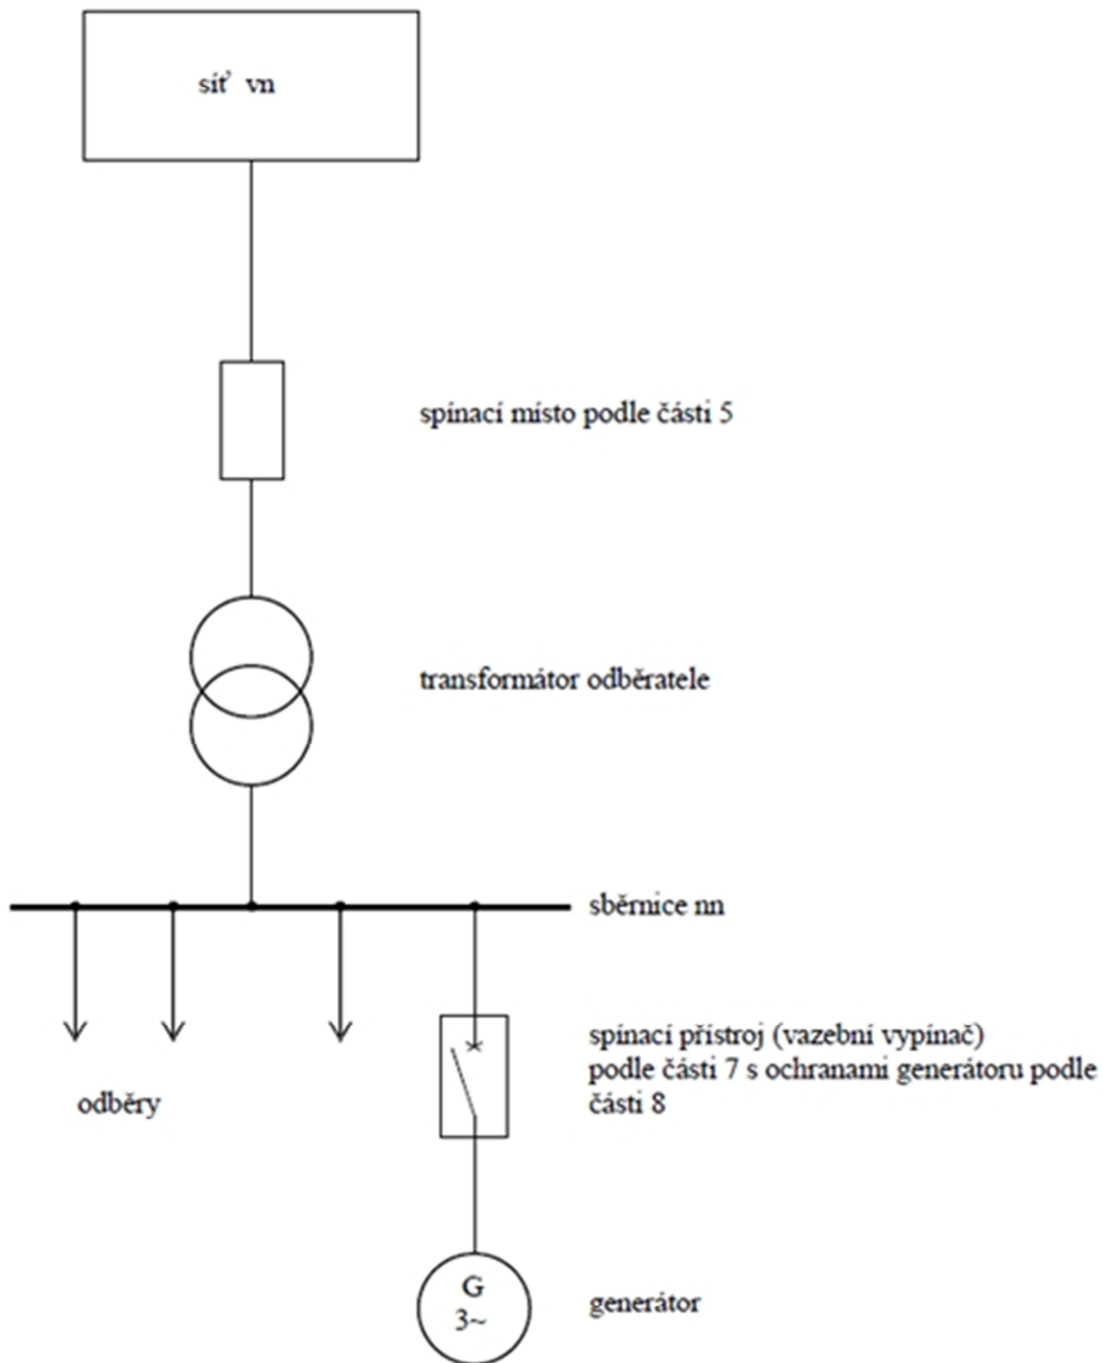 síť vn
spínací místo podle části 5
transformátor odběratele
sběrnice nn
spínací přístroj (vazební vypínač)
podle části 7 s ochranami generátoru podle
části 8
odběry
G
3~
generátor